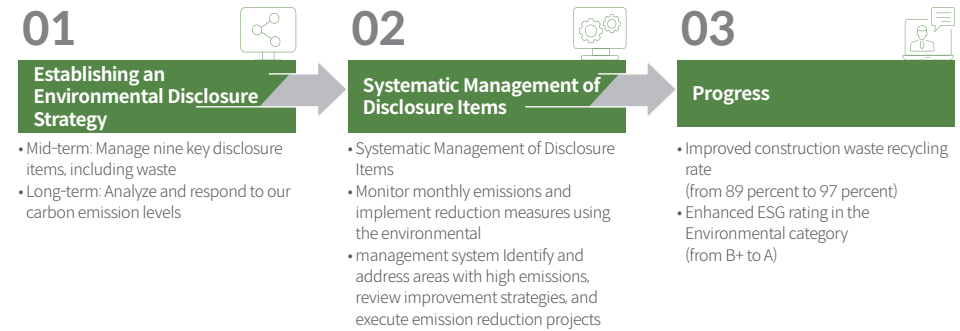 01
Establishing an
Environmental Disclosure
Strategy
• Mid-term: Manage nine key disclosure
items, including waste
• Long-term: Analyze and respond to our
carbon emission levels
02
Systematic Management of
Disclosure Items
• Systematic Management of Disclosure
Items
• Monitor monthly emissions and
implement reduction measures using
the environmental
• management system Identify and
address areas with high emissions,
review improvement strategies, and
execute emission reduction projects
03
Progress
• Improved construction waste recycling
rate
(from 89 percent to 97 percent)
• Enhanced ESG rating in the
Environmental category
(from B+ to A)